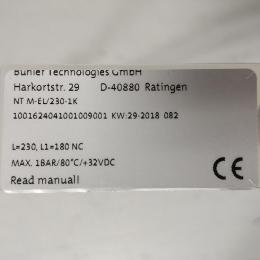 Bühler Technologies GmbH
Harkortstr. 29 D-40880 Ratingen
NT M-EL/230-1K
1001624041001009001 KW:29-2018 082
L=230, L1=180 NC
MAX. 1BAR/80°C/+32VDC
Read manuall
CE